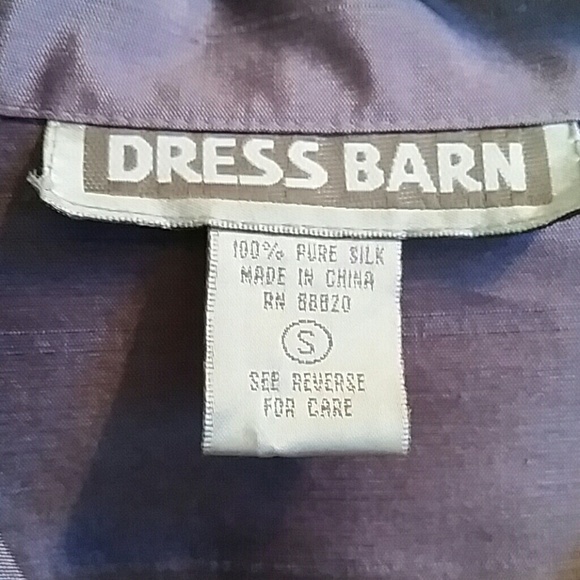 DRESS BARN
100% PURE SILK
MADE IN CHINA
RN 88820
S
SEE REVERSE
FOR CARE